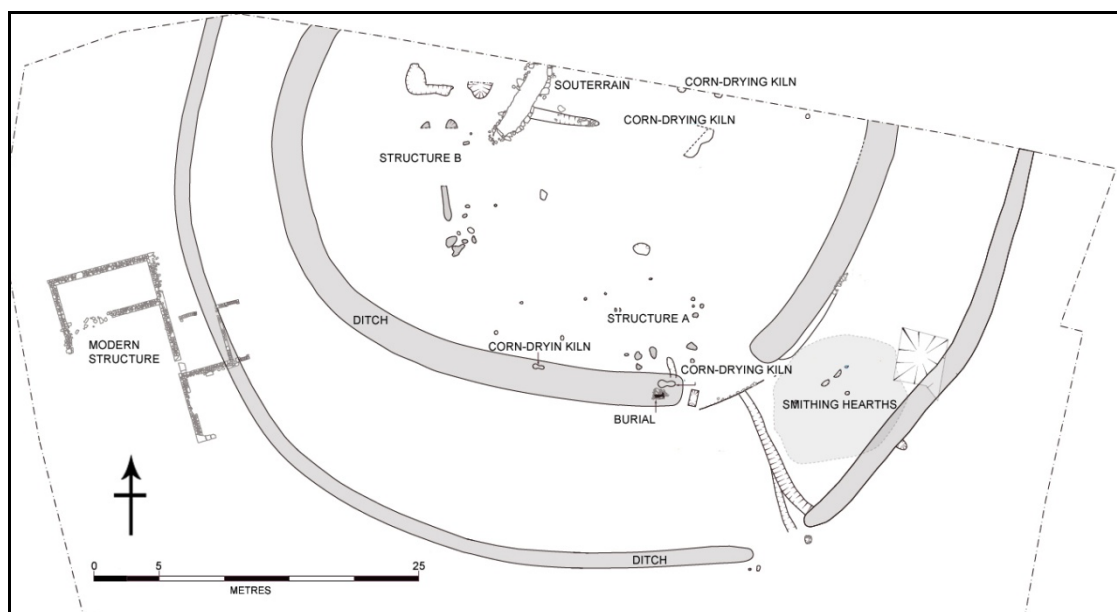 SOUTERRAIN
CORN-DRYING KILN
CORN-DRYING KILN
STRUCTURE B
DITCH
STRUCTURE A
CORN-DRYIN KILN
CORN-DRYING KILN
MODERN
STRUCTURE
SMITHING HEARTHS
BURIAL
DITCH
0 5 25
METRES